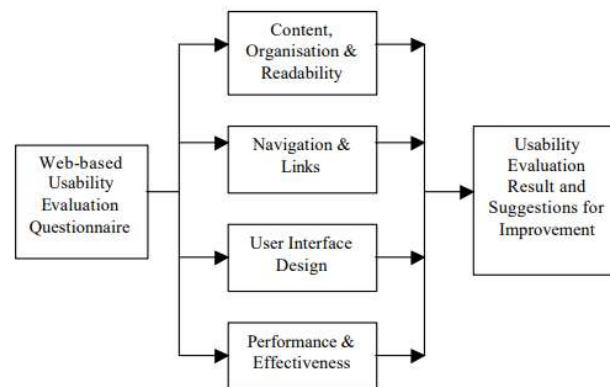 Web-based
Usability
Evaluation
Questionnaire
Content,
Organisation &
Readability
Navigation &
Links
User Interface
Design
Performance &
Effectiveness
Usability
Evaluation
Result and
Suggestions for
Improvement